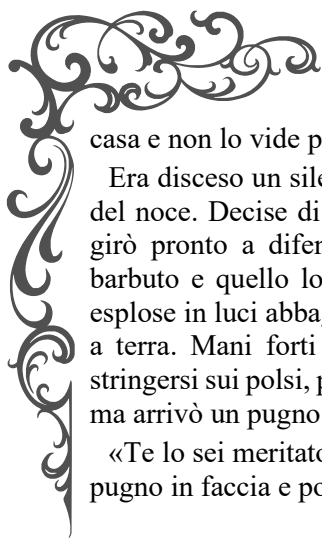 casa e non lo vide p
Era disceso un sile
del noce. Decise di
girò pronto a difer
barbuto e quello lo
esplose in luci abba
a terra. Mani forti
stringersi sui polsi, p
ma arrivò un pugno
«Te lo sei meritato
pugno in faccia e po